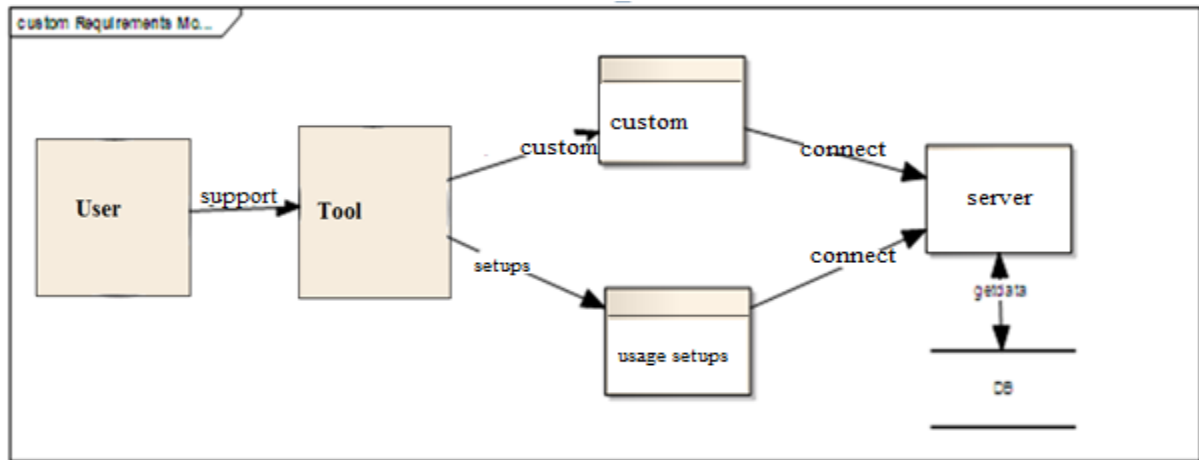 custom Requirements Mo...
User
support
Tool
custom
custom
connect
server
setups
usage setups
connect
getdata
DB